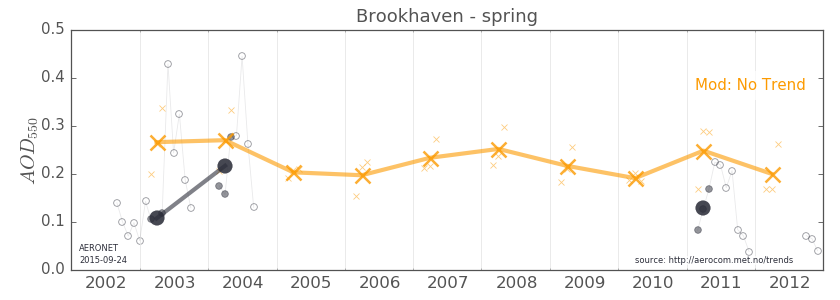 Brookhaven - spring
0.5
0.4
0.3
0.2
0.1
0.0
AOD550
Mod: No Trend
AERONET
2015-09-24
source: http://aerocom.met.no/trends
2002 2003 2004 2005 2006 2007 2008 2009 2010 2011 2012